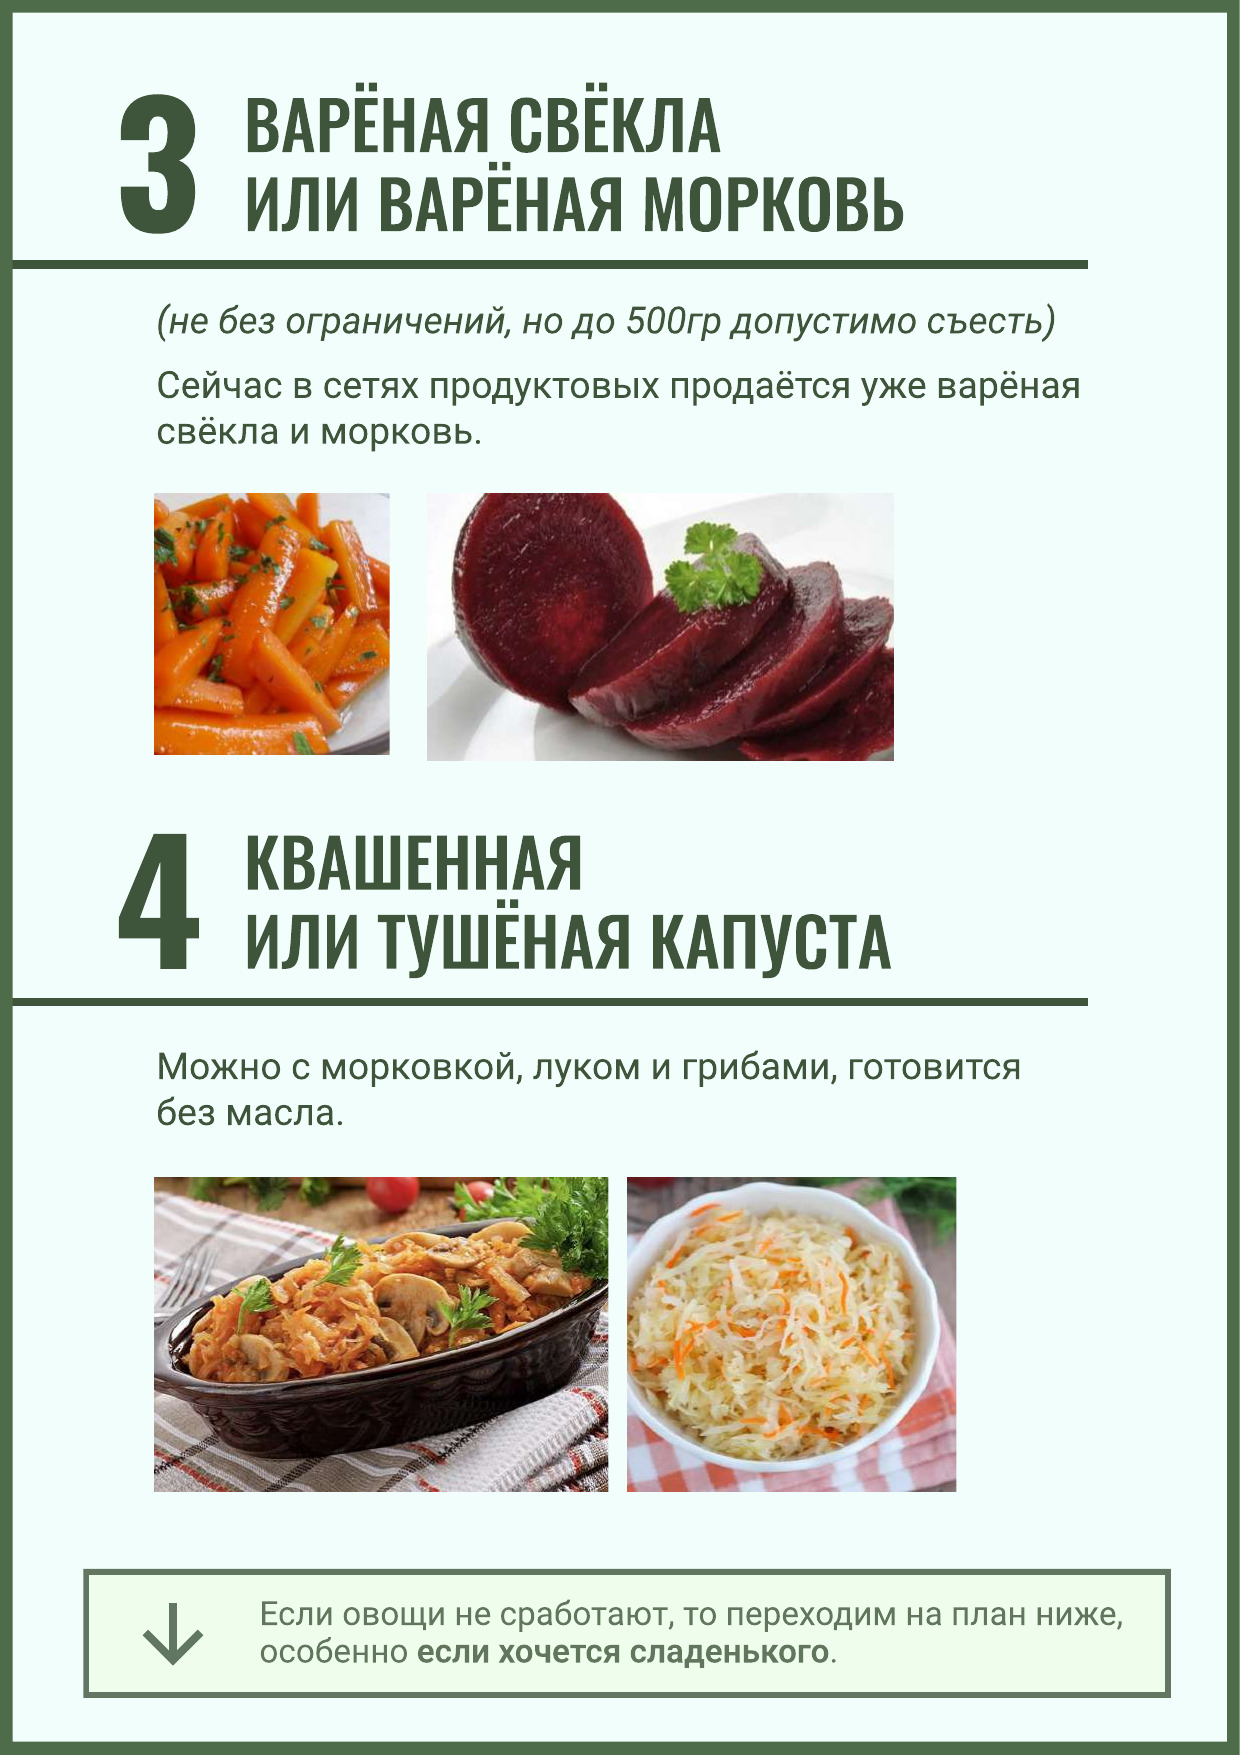 3
ВАРЁНАЯ СВЁКЛА
ИЛИ ВАРЁНАЯ МОРКОВЬ
(не без ограничений, но до 500гр допустимо съесть)
Сейчас в сетях продуктовых продаётся уже варёная
свёкла и морковь.
4
КВАШЕННАЯ
ИЛИ ТУШЁНАЯ КАПУСТА
Можно с морковкой, луком и грибами, готовится
без масла.
Если овощи не сработают, то переходим на план ниже,
особенно если хочется сладенького.